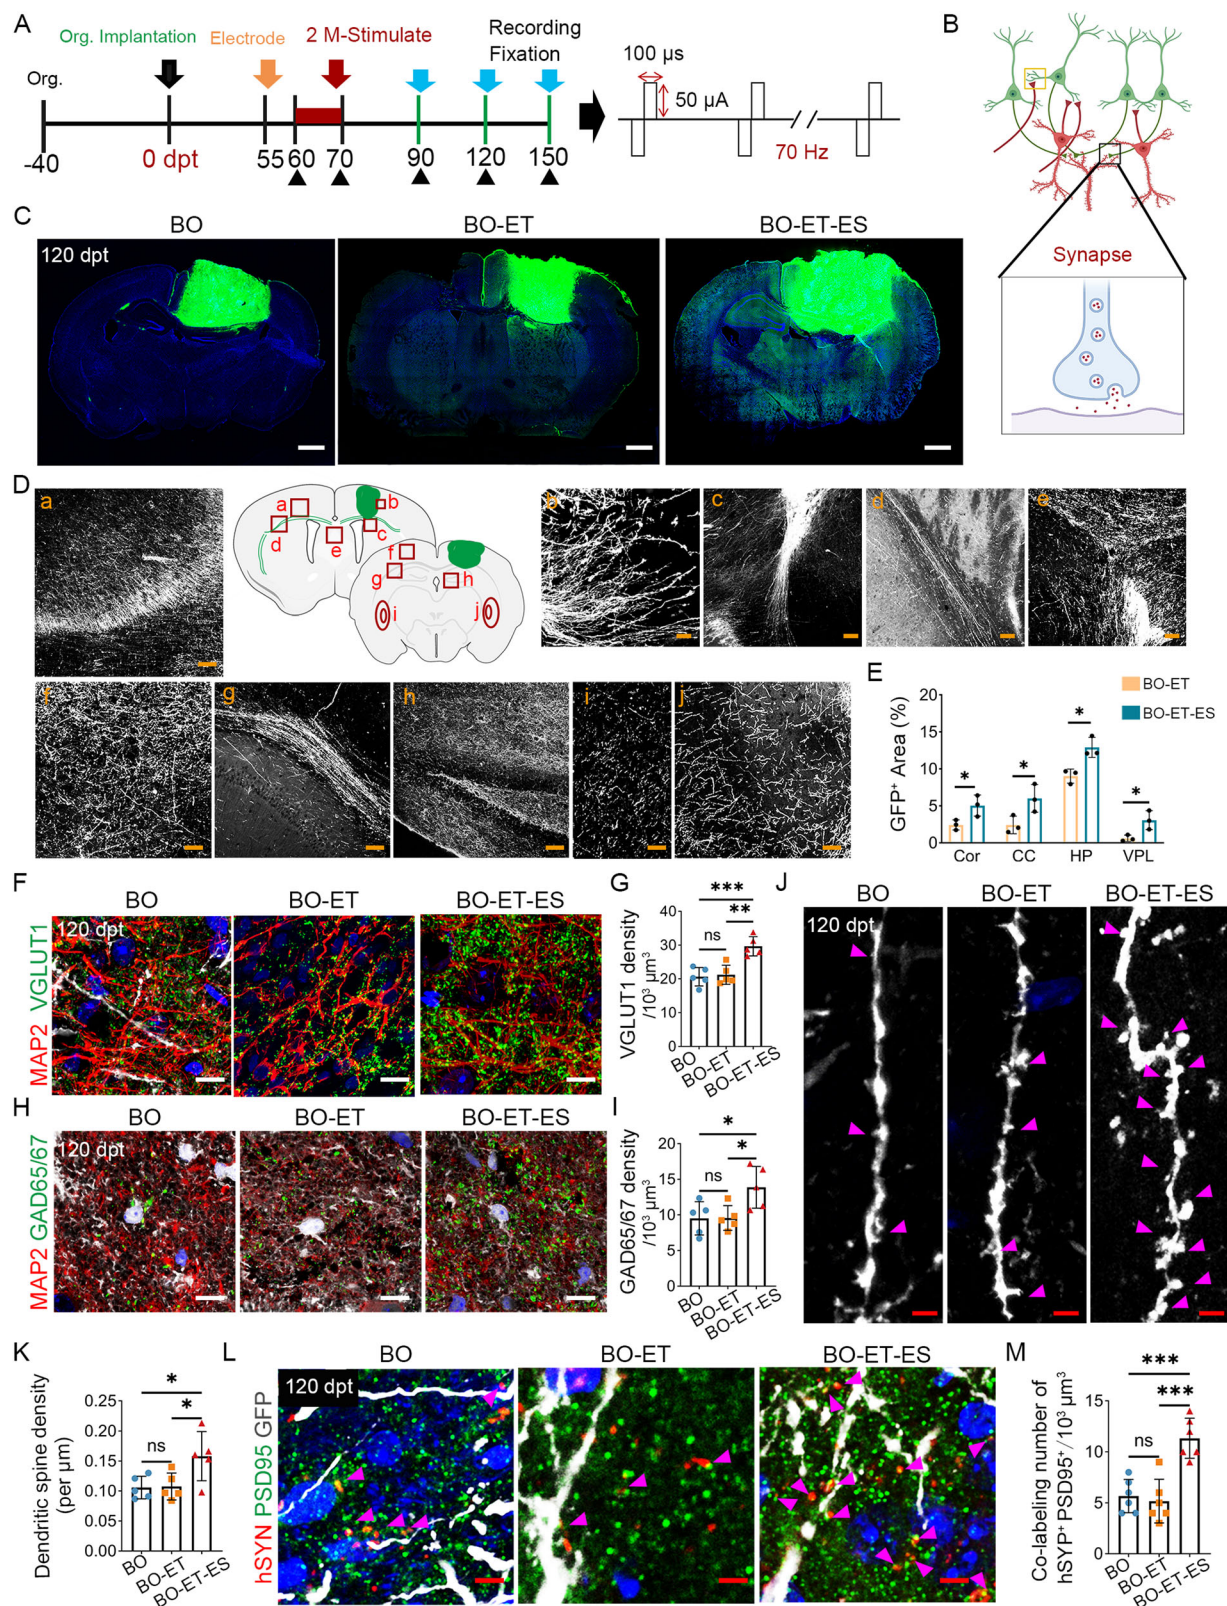 A
Org. Implantation
Electrode
2 M-Stimulate
Recording
Fixation
Org.
-40
0 dpt
55
60
70
90
120
150
100 µs
50 µA
70 Hz
B
Synapse
C
BO
BO-ET
BO-ET-ES
120 dpt
D
a
a
b
c
d
e
f
g
h
i
j
b
c
d
e
f
g
h
i
j
E
BO-ET
BO-ET-ES
GFP⁺ Area (%)
20
15
10
5
0
Cor
CC
HP
VPL
*
*
*
*
F
BO
BO-ET
BO-ET-ES
120 dpt
MAP2 VGLUT1
G
***
**
ns
VGLUT1 density
/10³ µm³
40
30
20
10
0
BO
BO-ET
BO-ET-ES
H
BO
BO-ET
BO-ET-ES
120 dpt
MAP2 GAD65/67
I
*
*
ns
GAD65/67 density
/10³ µm³
20
15
10
5
0
BO
BO-ET
BO-ET-ES
J
BO
BO-ET
BO-ET-ES
120 dpt
K
*
*
ns
Dendritic spine density
(per µm)
0.25
0.20
0.15
0.10
0.05
0.00
BO
BO-ET
BO-ET-ES
L
BO
BO-ET
BO-ET-ES
120 dpt
hSYN PSD95 GFP
M
***
***
ns
Co-labeling number of
hSYP⁺ PSD95⁺ /10³ µm³
15
10
5
0
BO
BO-ET
BO-ET-ES